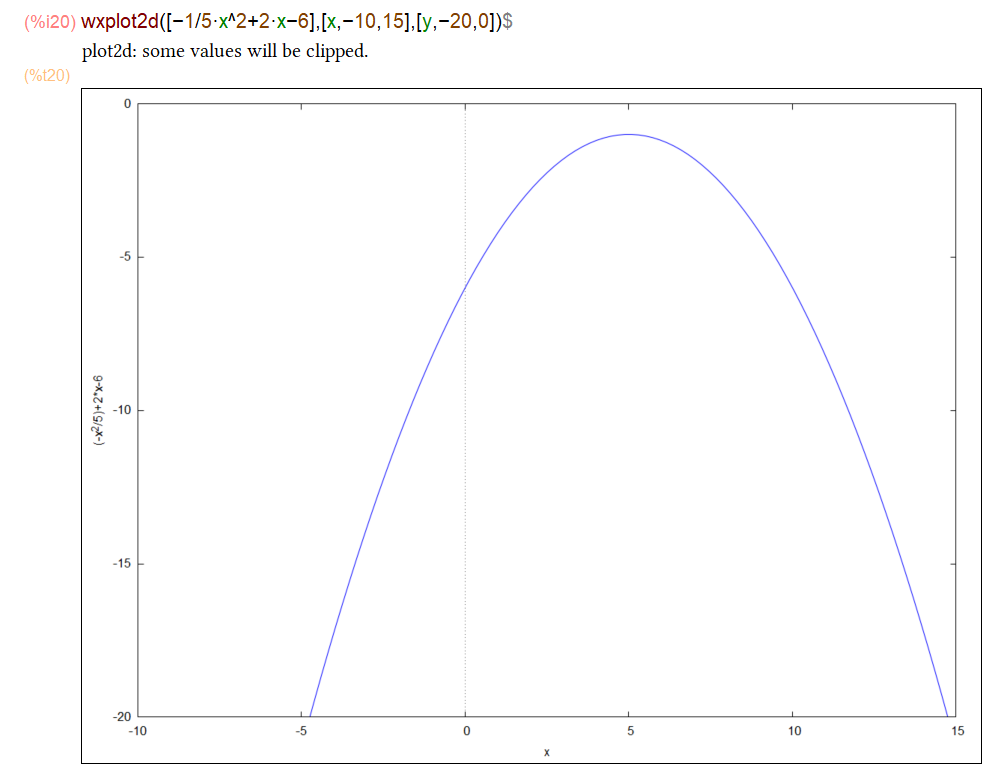 (%i20) wxplot2d([−1/5·x^2+2·x−6],[x,−10,15],[y,−20,0])$
plot2d: some values will be clipped.
(%t20)
0
-5
-10
-15
-20
(-x²/5)+2*x-6
-10 -5 0 5 10 15
x